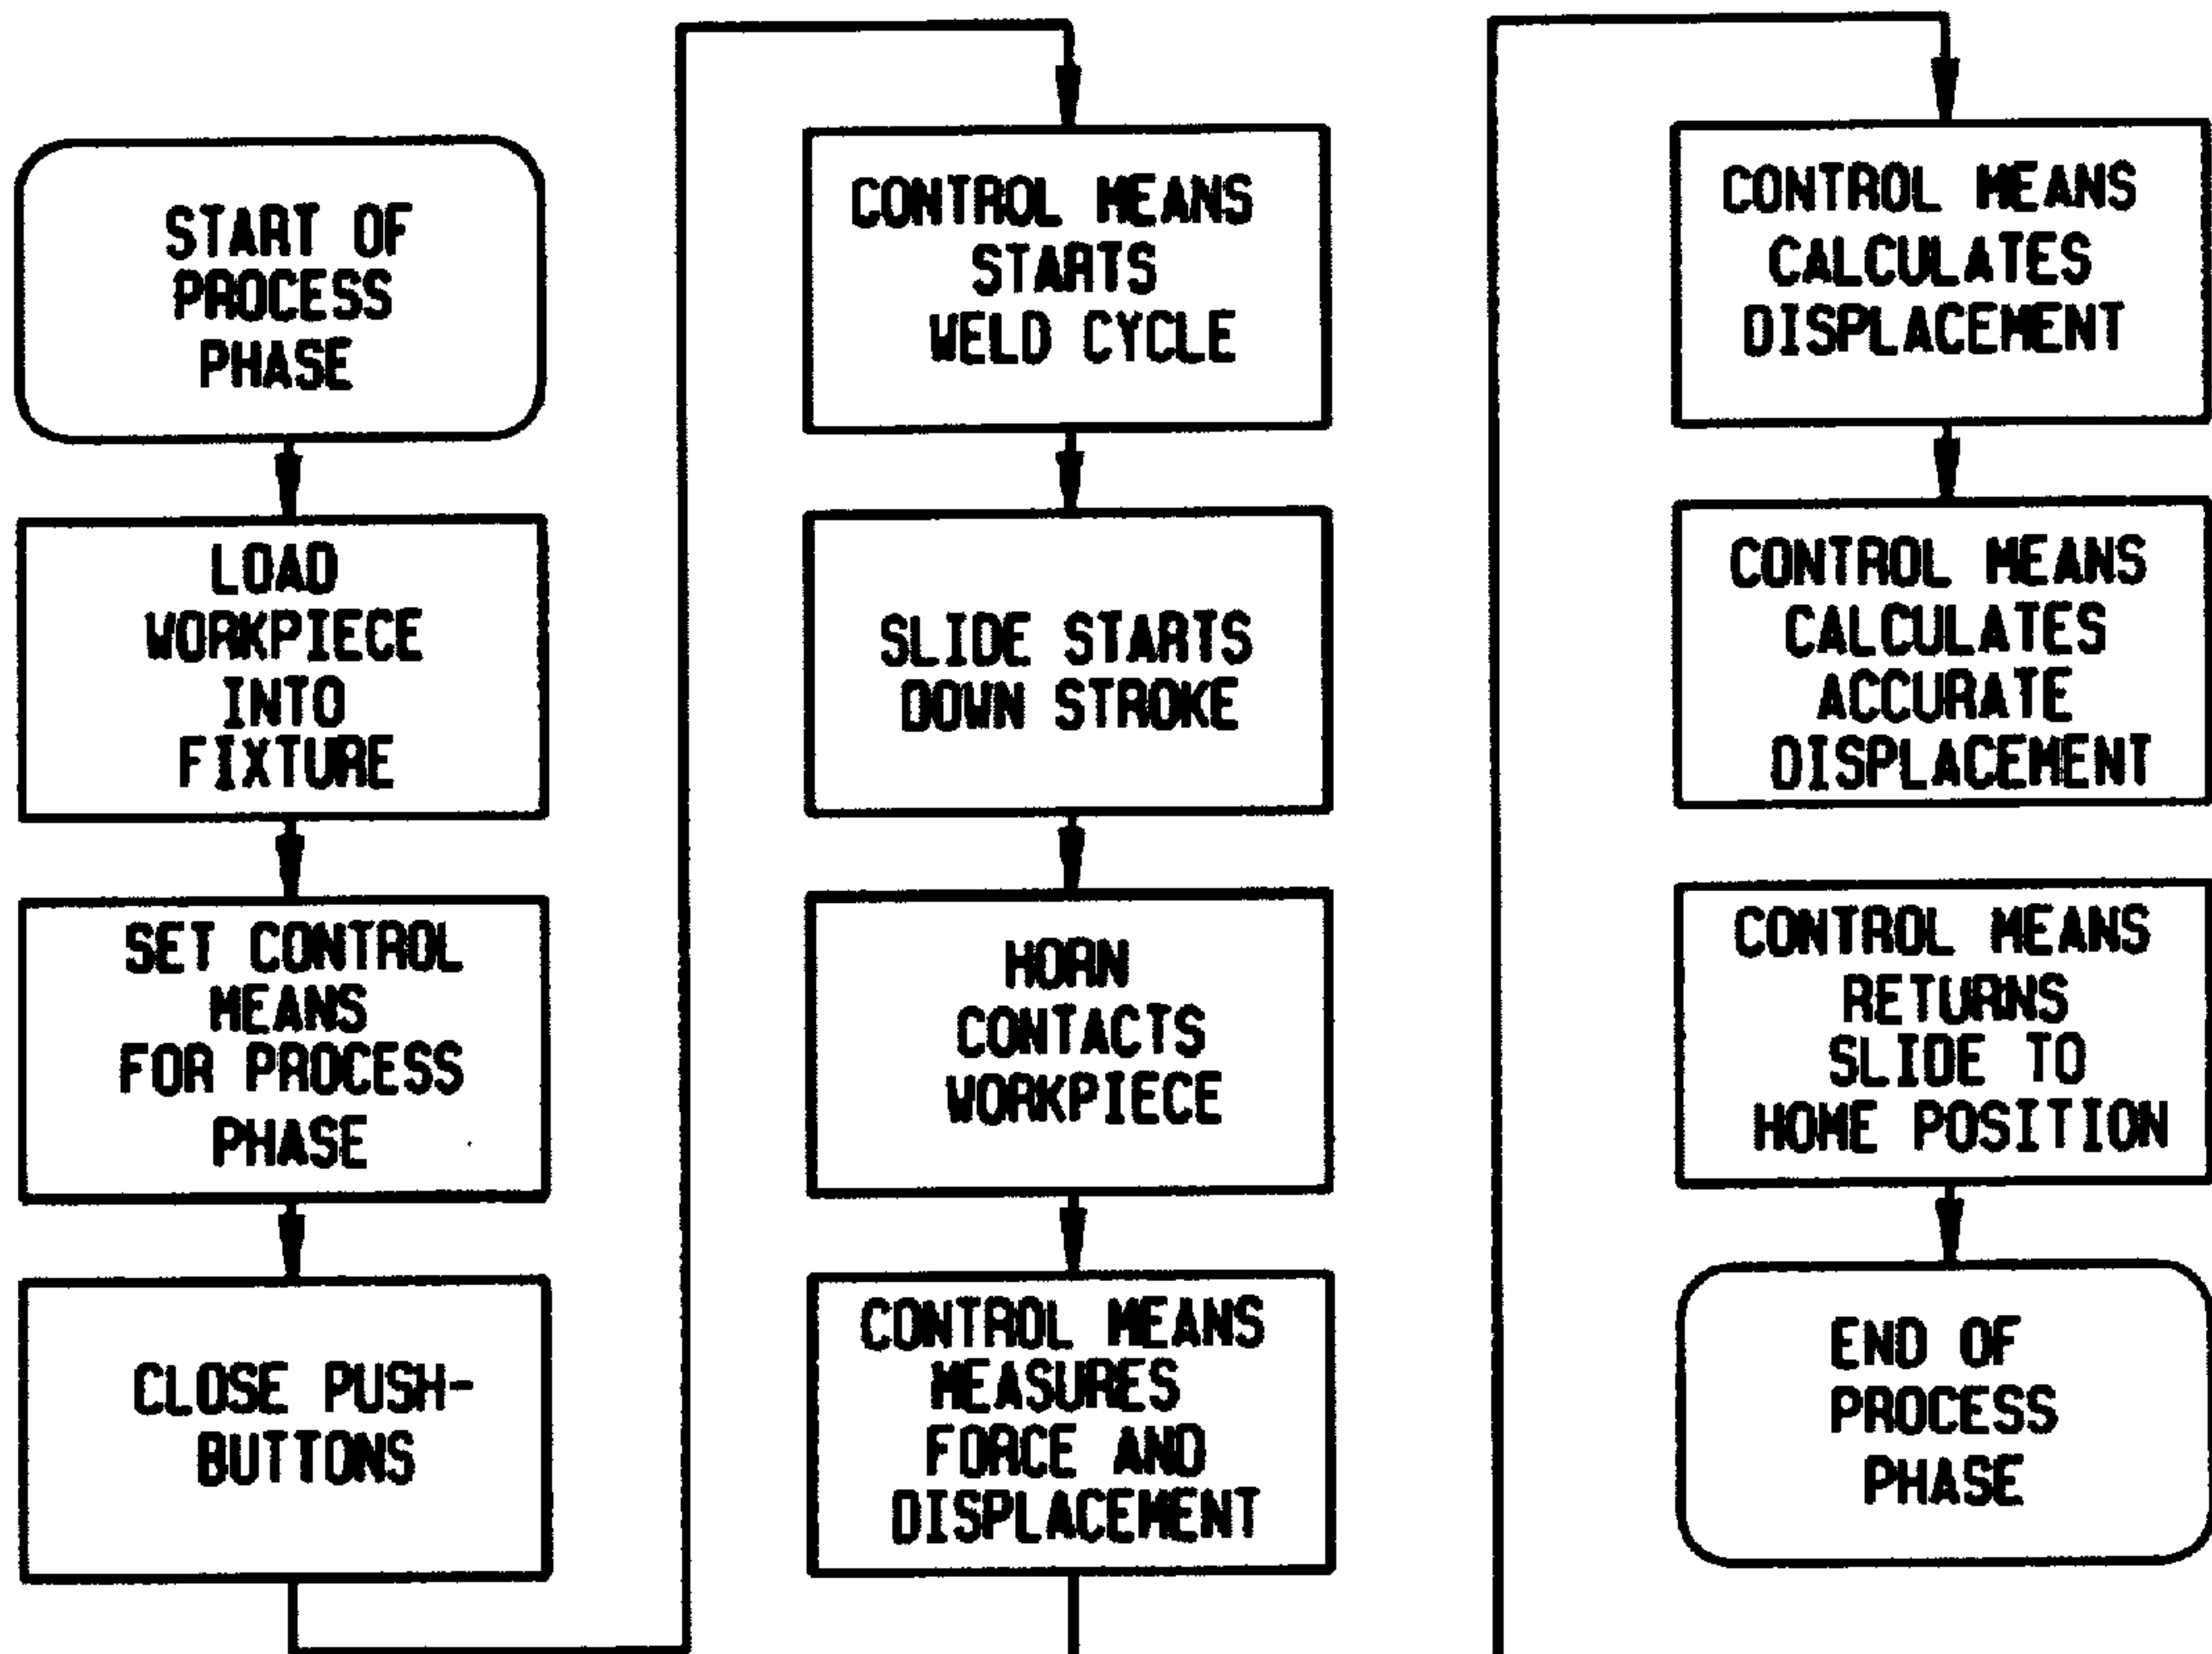 START OF
PROCESS
PHASE
LOAD
WORKPIECE
INTO
FIXTURE
SET CONTROL
MEANS
FOR PROCESS
PHASE
CLOSE PUSH-
BUTTONS
CONTROL MEANS
STARTS
WELD CYCLE
SLIDE STARTS
DOWN STROKE
HORN
CONTACTS
WORKPIECE
CONTROL MEANS
MEASURES
FORCE AND
DISPLACEMENT
CONTROL MEANS
CALCULATES
DISPLACEMENT
CONTROL MEANS
CALCULATES
ACCURATE
DISPLACEMENT
CONTROL MEANS
RETURNS
SLIDE TO
HOME POSITION
END OF
PROCESS
PHASE